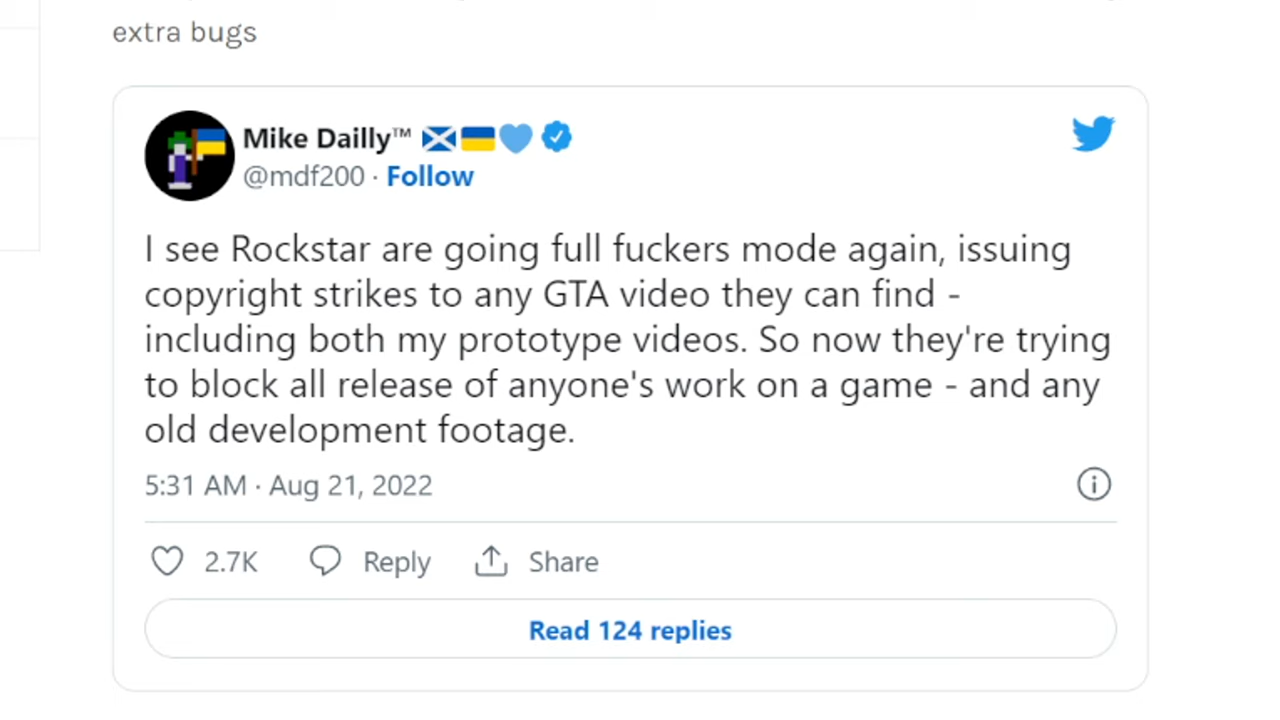 extra bugs
Mike Dailly™ 🏴󠁧󠁢󠁳󠁣󠁴󠁿🇺🇦💙
@mdf200 · Follow
I see Rockstar are going full fuckers mode again, issuing
copyright strikes to any GTA video they can find -
including both my prototype videos. So now they're trying
to block all release of anyone's work on a game - and any
old development footage.
5:31 AM · Aug 21, 2022
2.7K Reply Share
Read 124 replies